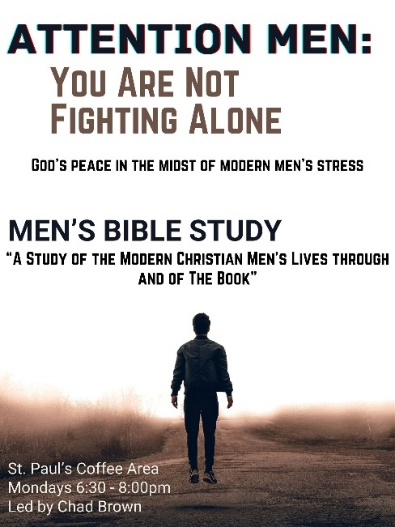 ATTENTION MEN:
YOU ARE NOT
FIGHTING ALONE
GOD'S PEACE IN THE MIDST OF MODERN MEN'S STRESS
MEN'S BIBLE STUDY
"A STUDY OF THE MODERN CHRISTIAN MEN'S LIVES THROUGH
AND OF THE BOOK"
St. Paul's Coffee Area
Mondays 6:30 - 8:00pm
Led by Chad Brown